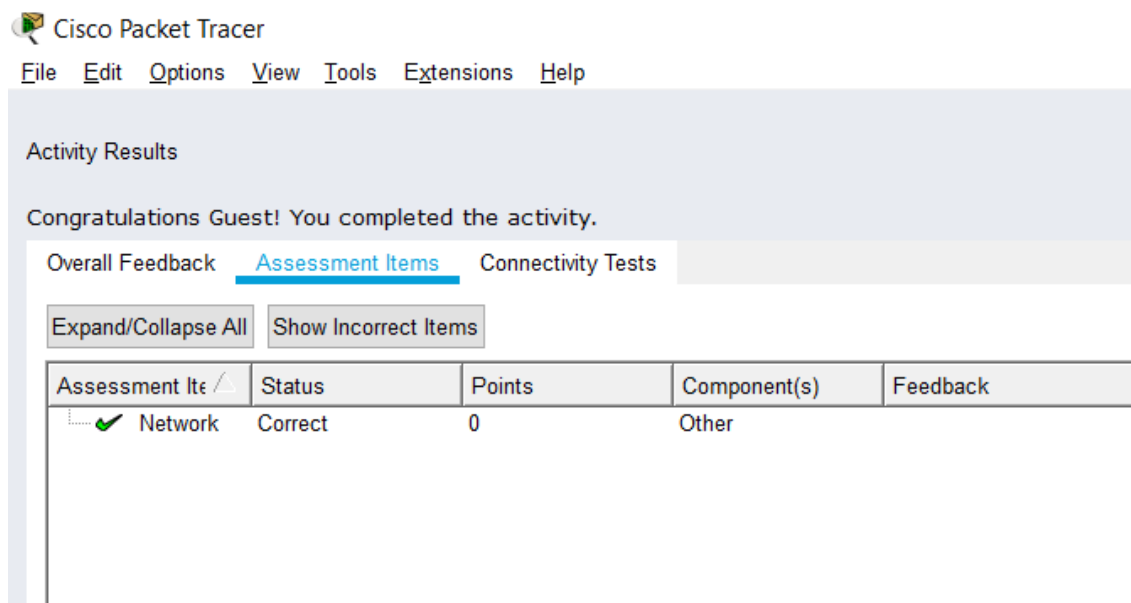 Cisco Packet Tracer
File Edit Options View Tools Extensions Help
Activity Results
Congratulations Guest! You completed the activity.
Overall Feedback Assessment Items Connectivity Tests
Expand/Collapse All Show Incorrect Items
Assessment Ite Status Points Component(s) Feedback
Network Correct 0 Other